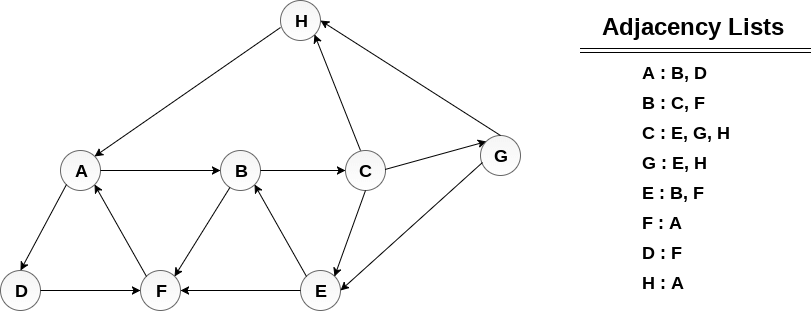 H
A
B
C
G
D
F
E
Adjacency Lists
A : B, D
B : C, F
C : E, G, H
G : E, H
E : B, F
F : A
D : F
H : A